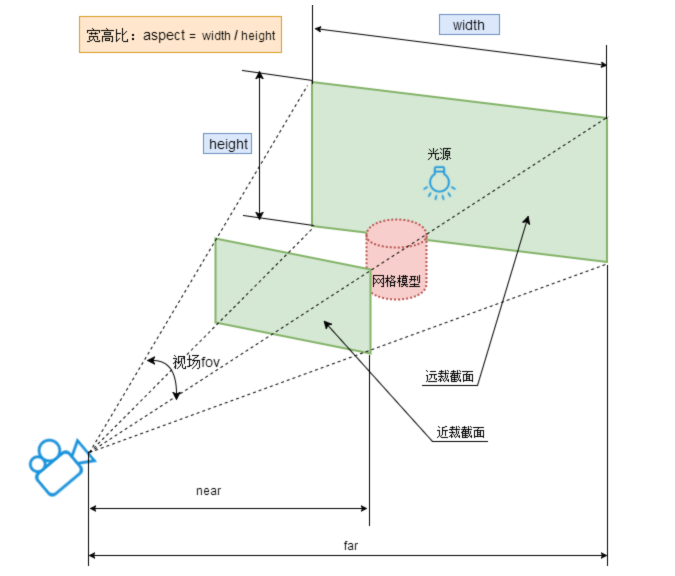 width
宽高比：aspect = width / height
height
光源
网格模型
视场fov
远裁截面
近裁截面
near
far